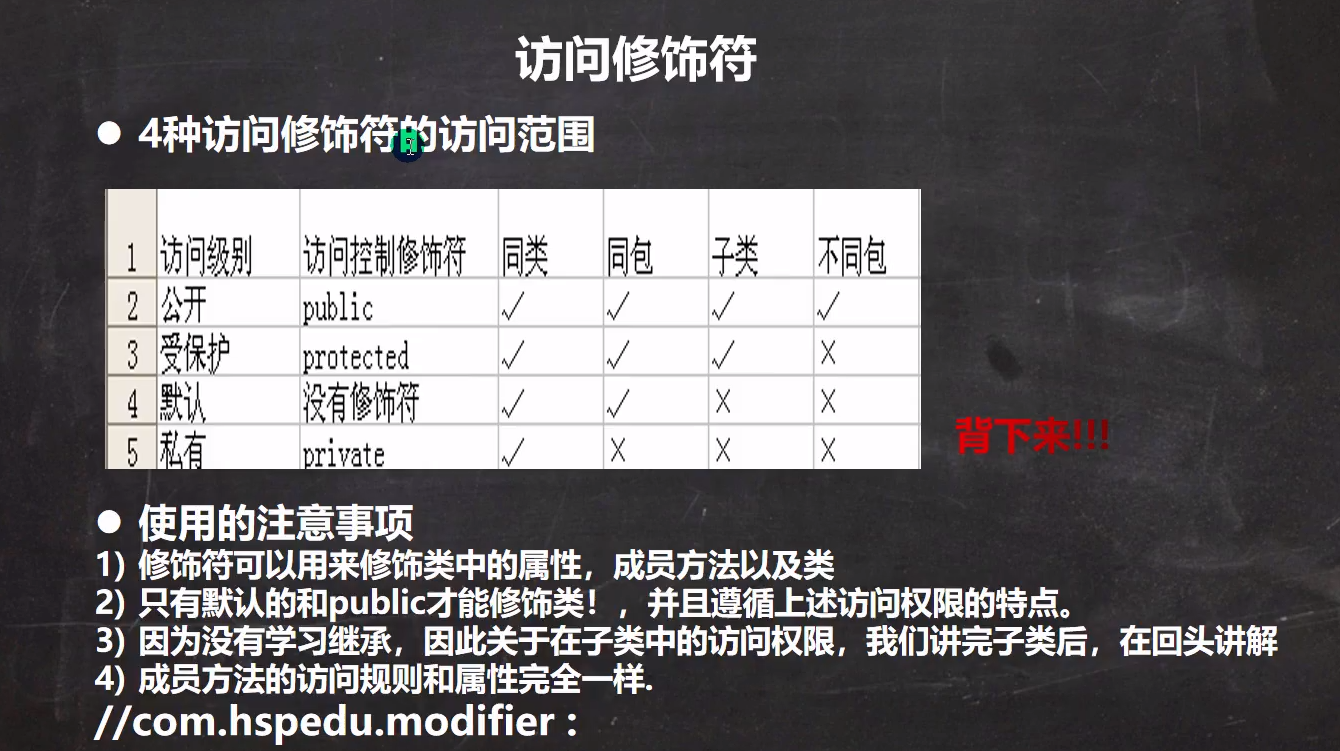 访问修饰符
● 4种访问修饰符的访问范围
1 访问级别 访问控制修饰符 同类 同包 子类 不同包
2 公开 public √ √ √ √
3 受保护 protected √ √ √ ×
4 默认 没有修饰符 √ √ × ×
5 私有 private √ × × ×
背下来!!!
● 使用的注意事项
1) 修饰符可以用来修饰类中的属性，成员方法以及类
2) 只有默认的和public才能修饰类！，并且遵循上述访问权限的特点。
3) 因为没有学习继承，因此关于在子类中的访问权限，我们讲完子类后，在回头讲解
4) 成员方法的访问规则和属性完全一样.
//com.hspedu.modifier :